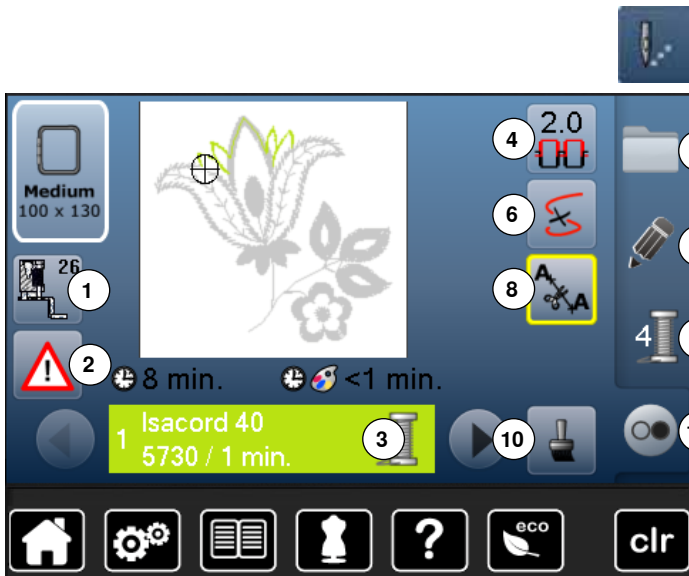 2.0
4
Medium
100 x 130
6
26
1
8
A
A
4
2
8 min.
<1 min.
1
Isacord 40
5730 / 1 min.
3
10
?
eco
clr